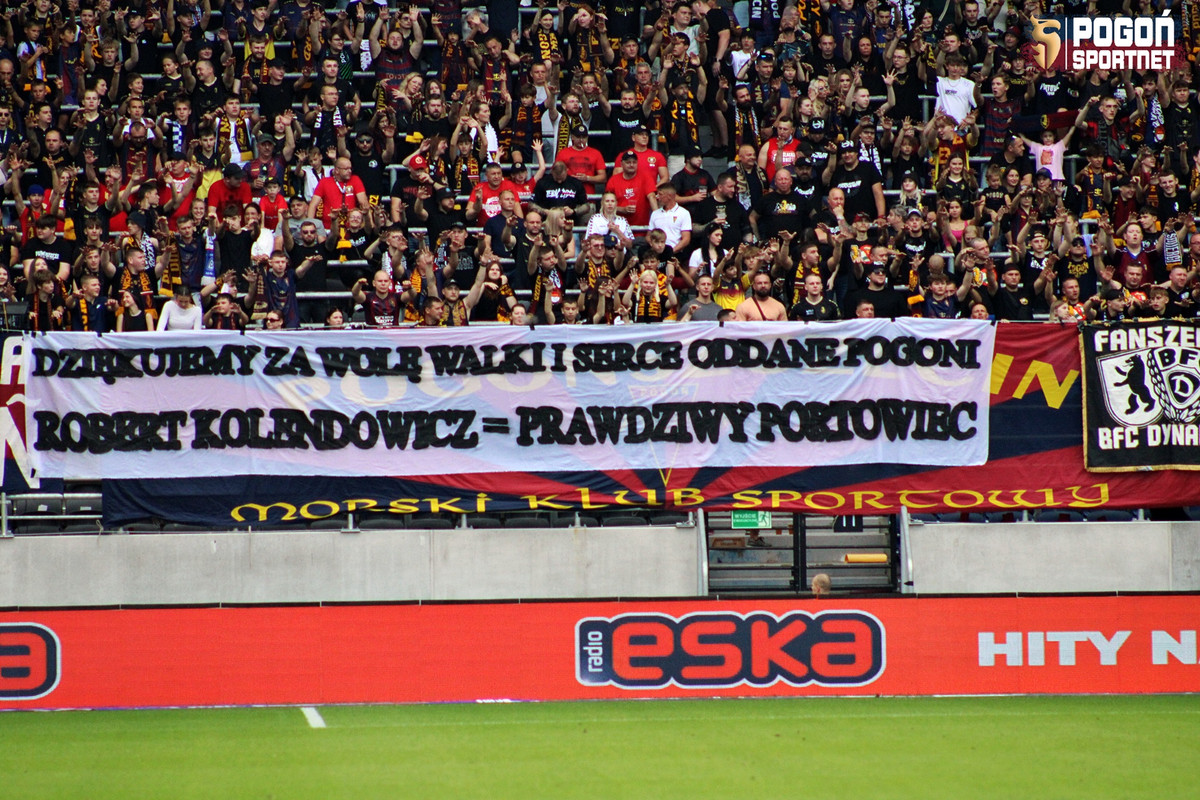 POGOŃ
SPORTNET
DZIĘKUJEMY ZA WOLĘ WALKI I SERCE ODDANE POGONI
ROBERT KOLENDOWICZ = PRAWDZIWY PORTOWIEC
FANSZE
BFC
D
BFC DYNA
MORSKI KLUB SPORTOWY
radio eska
HITY N